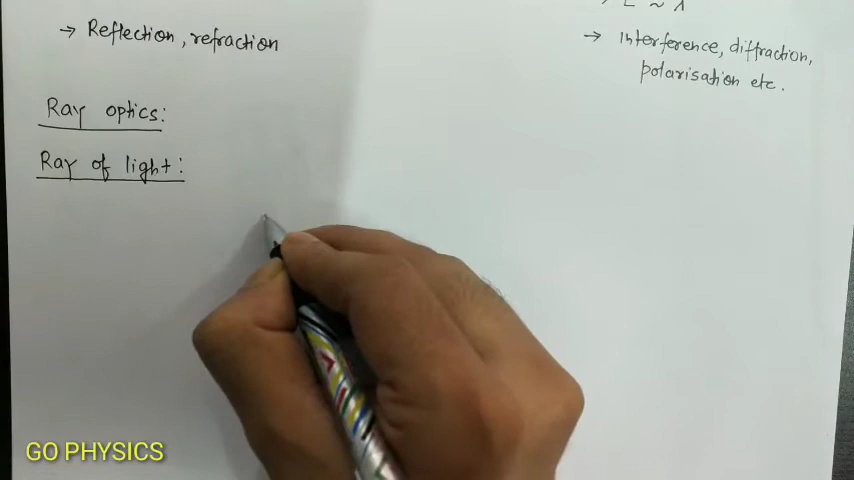 → Reflection, refraction
Ray optics:
Ray of light:
L ~ λ
→ Interference, diffraction,
polarisation etc.
GO PHYSICS